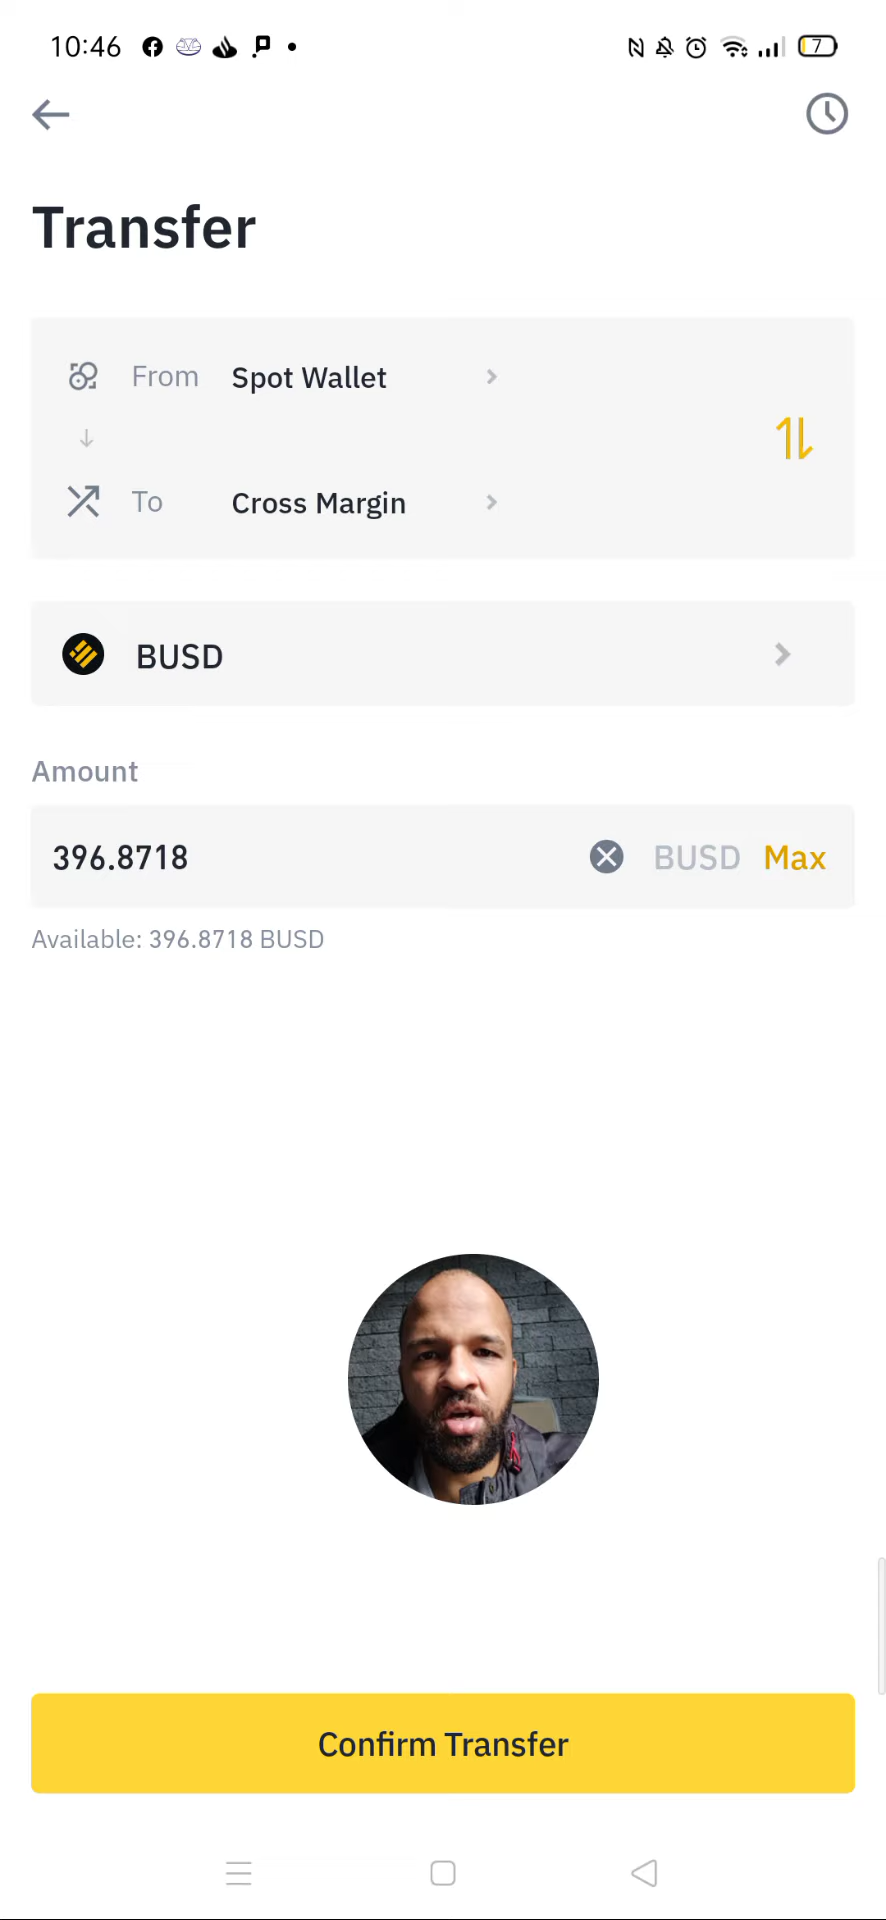 10:46 7
Transfer
From Spot Wallet
To Cross Margin
BUSD
Amount
396.8718 BUSD Max
Available: 396.8718 BUSD
Confirm Transfer